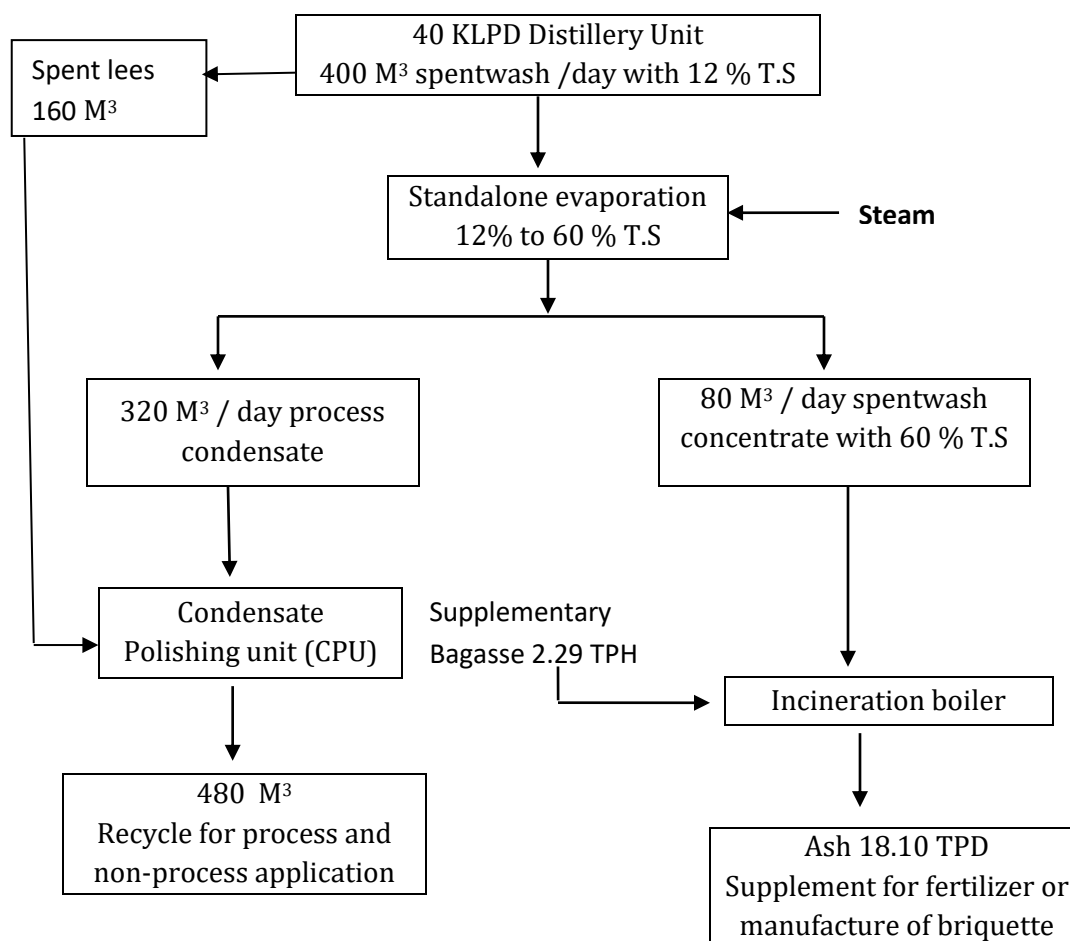 40 KLPD Distillery Unit
400 M³ spentwash /day with 12 % T.S
Spent lees
160 M³
Standalone evaporation
12% to 60 % T.S
Steam
320 M³ / day process
condensate
80 M³ / day spentwash
concentrate with 60 % T.S
Condensate
Polishing unit (CPU)
Supplementary
Bagasse 2.29 TPH
Incineration boiler
480 M³
Recycle for process and
non-process application
Ash 18.10 TPD
Supplement for fertilizer or
manufacture of briquette